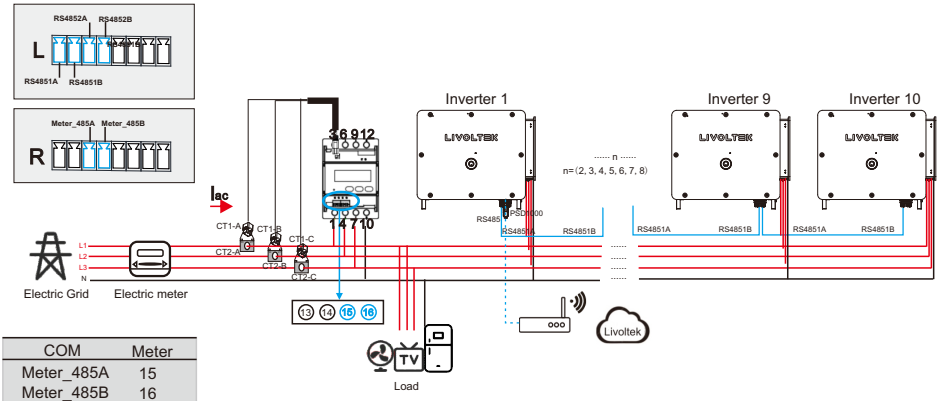 RS4852A RS4852B
L
RS4851B
RS4851A RS4851B
Meter_485A Meter_485B
R
Iac
3 6 9 12
1 4 7 10
CT1-A
CT1-B
CT1-C
CT2-A
CT2-B
CT2-C
L1
L2
L3
N
Electric Grid
Electric meter
13 14 15 16
Inverter 1
LIVOLTEK
RS485
PSD1000
RS4851A
RS4851B
...... n ......
n=(2, 3, 4, 5, 6, 7, 8)
Inverter 9
LIVOLTEK
RS4851A
RS4851B
Inverter 10
LIVOLTEK
RS4851A
RS4851B
......
......
......
......
TV
Load
Livoltek
COM Meter
Meter_485A 15
Meter_485B 16